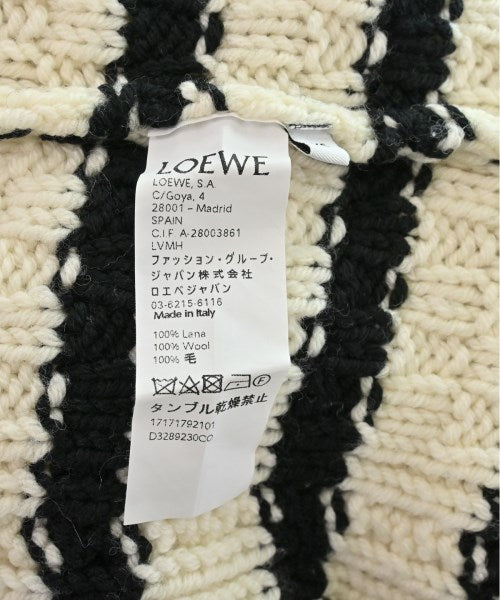 LOEWE
LOEWE, S.A.
C/Goya, 4
28001 – Madrid
SPAIN
C.I.F. A-28003861
LVMH
ファッション・グループ・
ジャパン株式会社
ロエベジャパン
03-6215-6116
Made in Italy
100% Lana
100% Wool
100% 毛
タンブル乾燥禁止
17171792101
D3289230CO